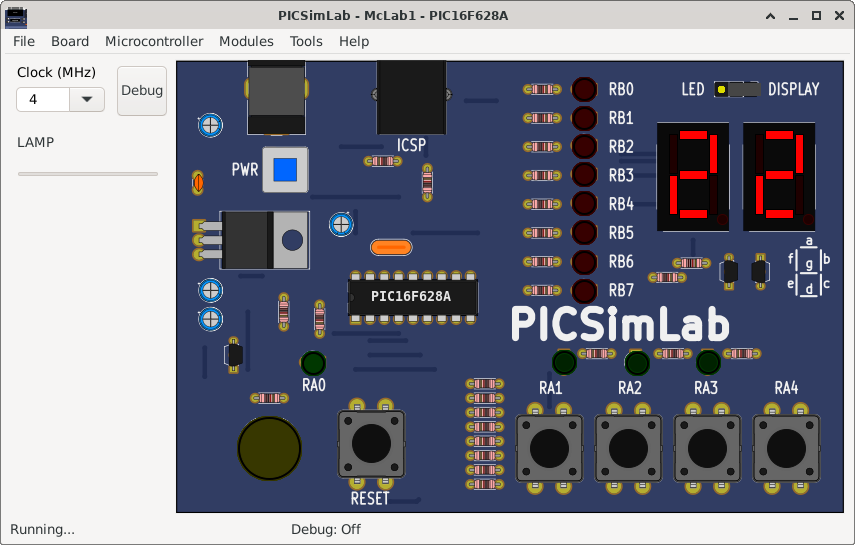 PICSimLab - McLab1 - PIC16F628A
File Board Microcontroller Modules Tools Help
Clock (MHz)
4
Debug
LAMP
ICSP
PWR
PIC16F628A
RA0
RESET
RB0
RB1
RB2
RB3
RB4
RB5
RB6
RB7
LED DISPLAY
22
a
f b
g
e c
d
PICSimLab
RA1 RA2 RA3 RA4
Running... Debug: Off